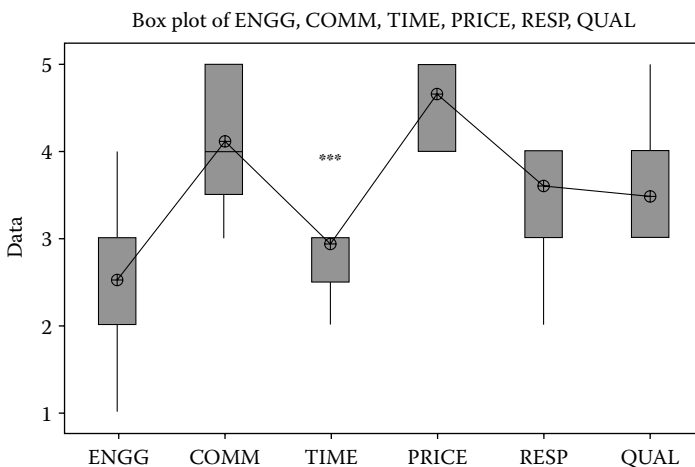 Box plot of ENGG, COMM, TIME, PRICE, RESP, QUAL
5
4
3
2
1
Data
***
ENGG COMM TIME PRICE RESP QUAL